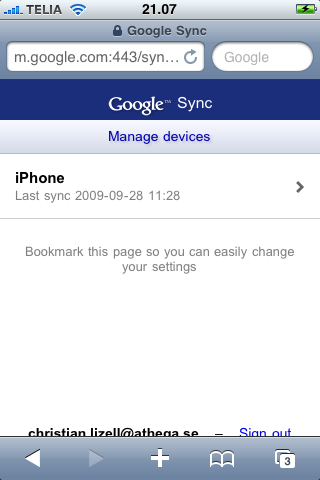 TELIA 21.07
Google Sync
m.google.com:443/syn... Google
Google™ Sync
Manage devices
iPhone
Last sync 2009-09-28 11:28
Bookmark this page so you can easily change
your settings
christian.lizell@athega.se – Sign out
3